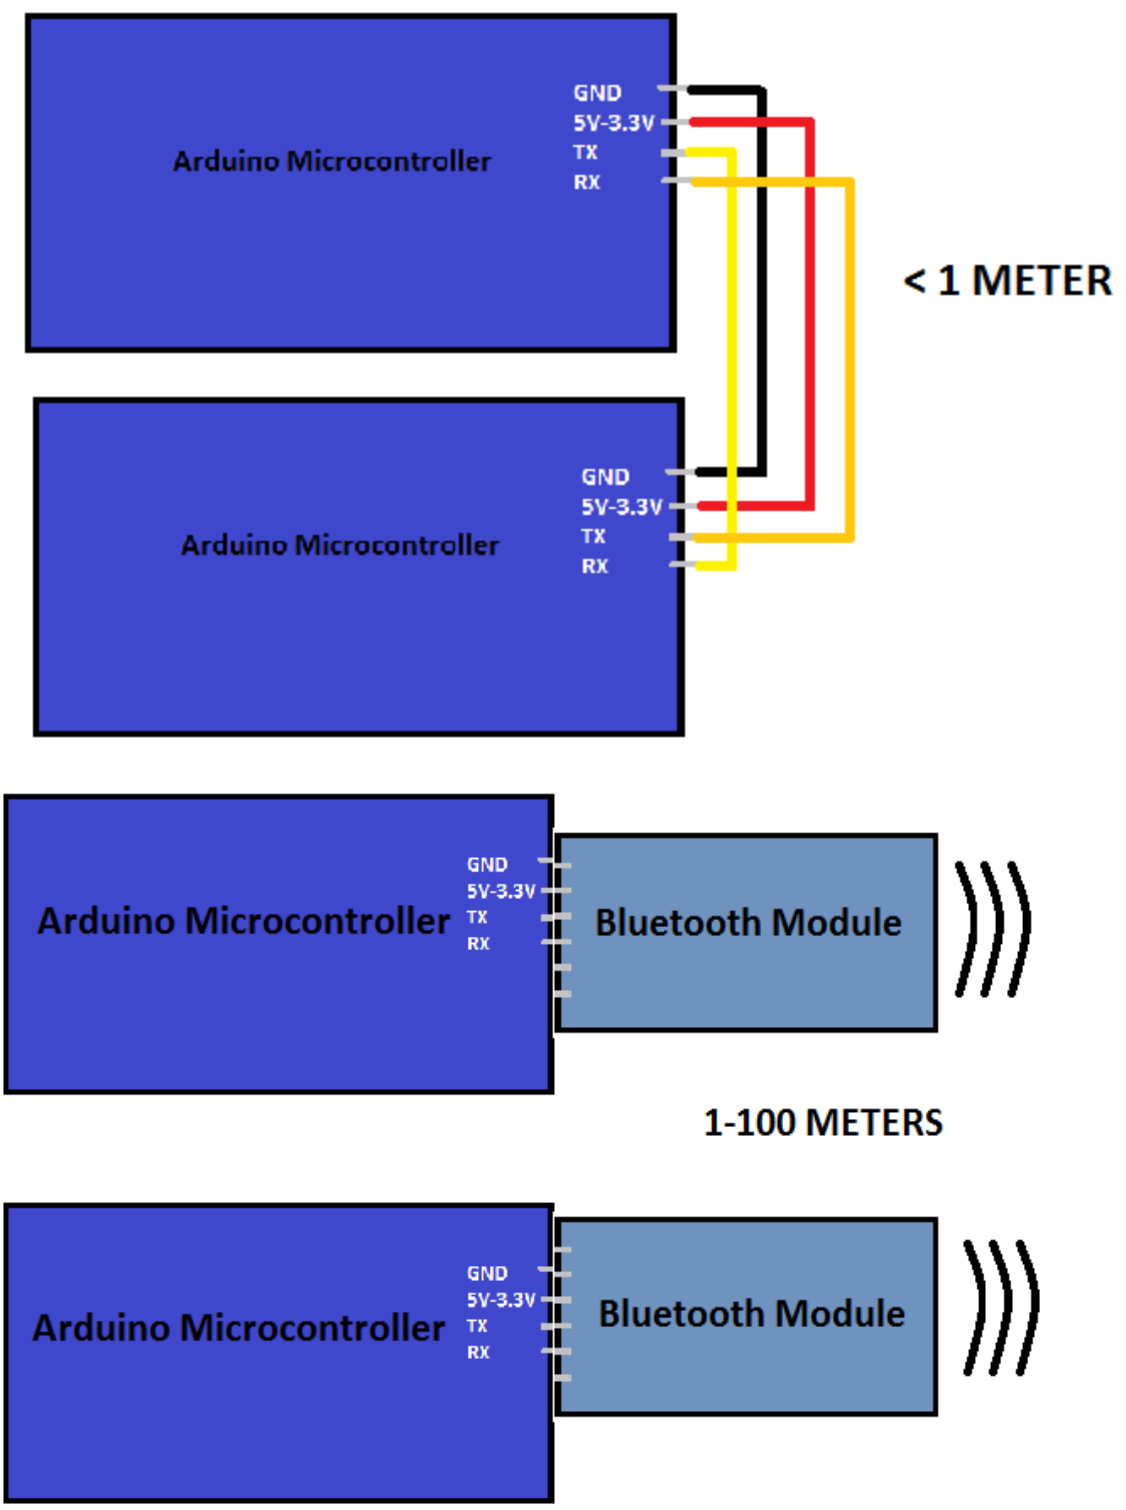 GND
5V-3.3V
Arduino Microcontroller
TX
RX
< 1 METER
GND
5V-3.3V
Arduino Microcontroller
TX
RX
GND
5V-3.3V
Arduino Microcontroller
TX
RX
Bluetooth Module
1-100 METERS
GND
5V-3.3V
Arduino Microcontroller
TX
RX
Bluetooth Module